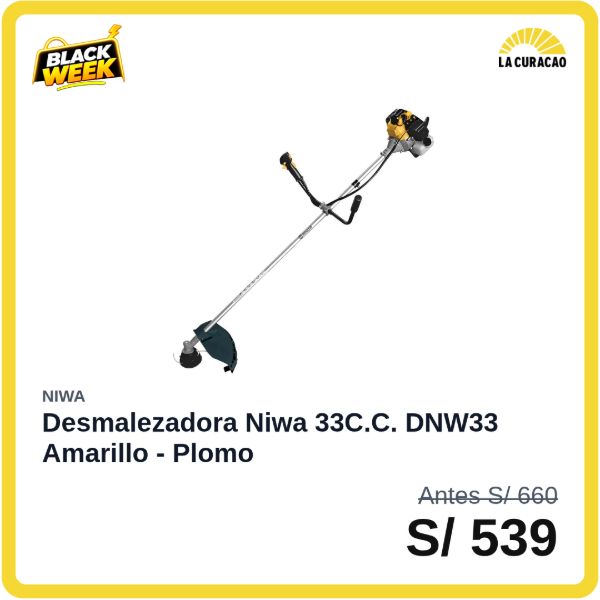 BLACK
WEEK
LA CURACAO
NIWA
Desmalezadora Niwa 33C.C. DNW33
Amarillo - Plomo
Antes S/ 660
S/ 539